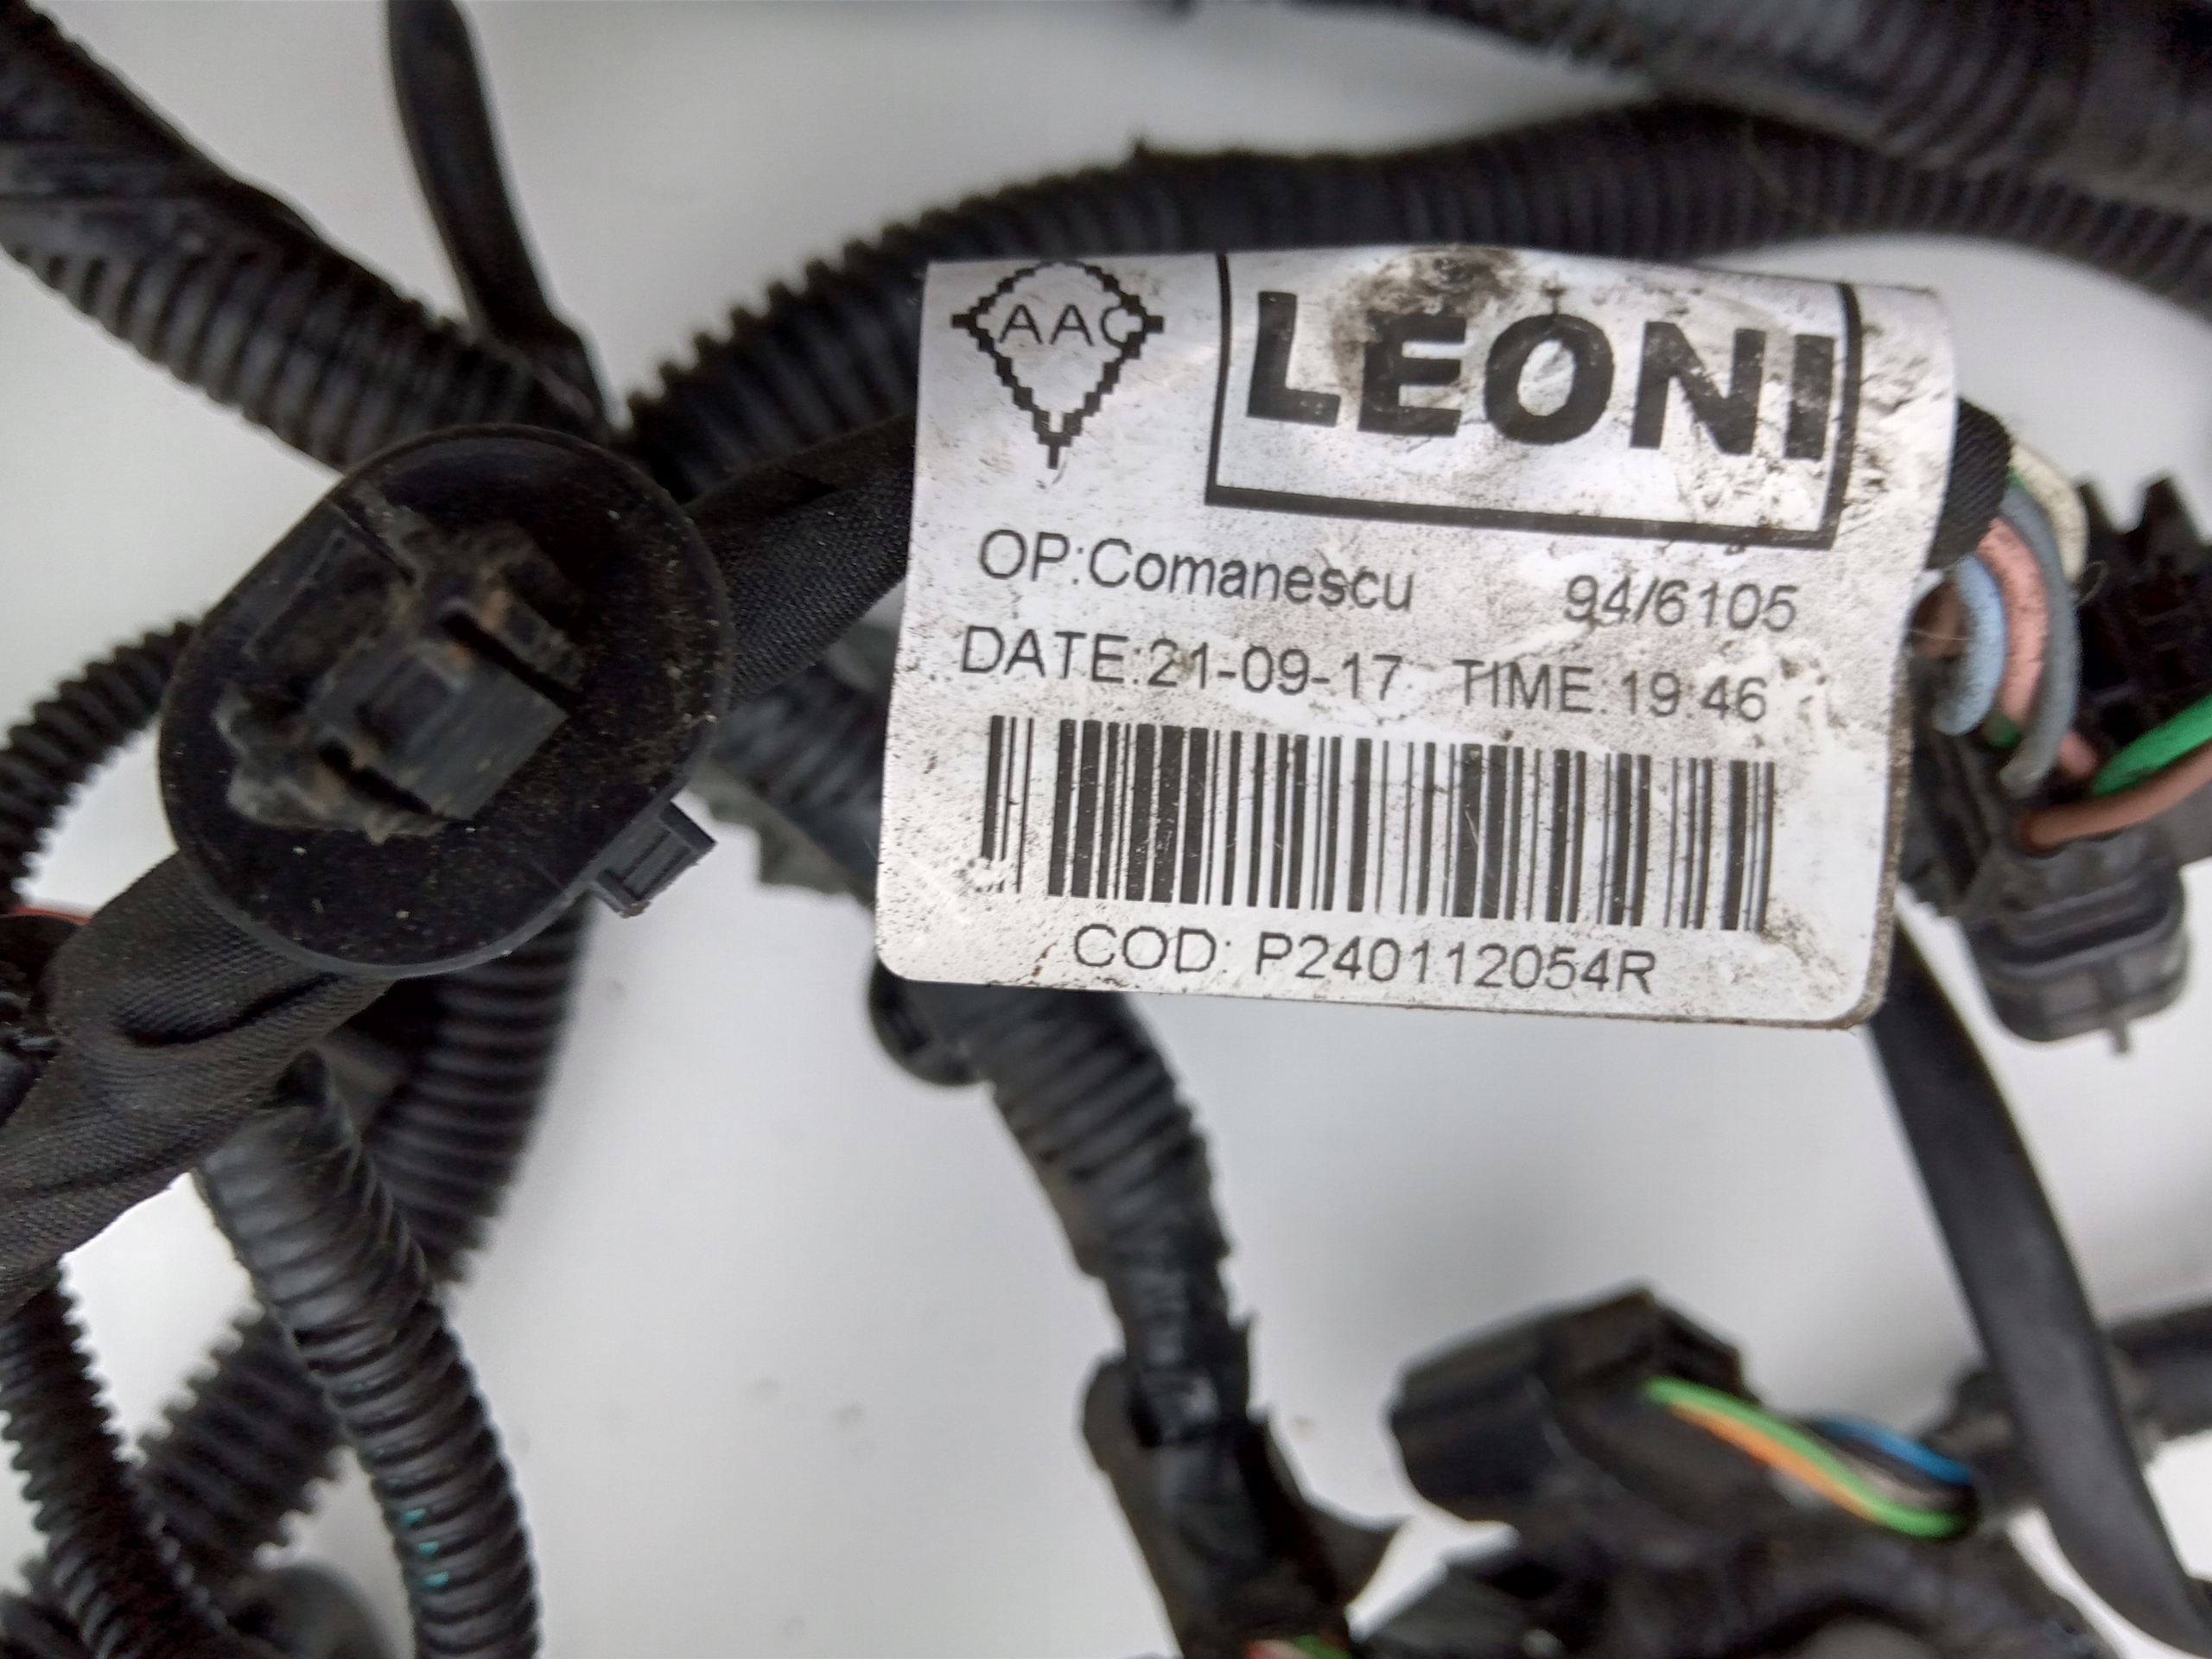 AAC
LEONI
OP:Comanescu 94/6105
DATE:21-09-17 TIME:19:46
COD: P240112054R